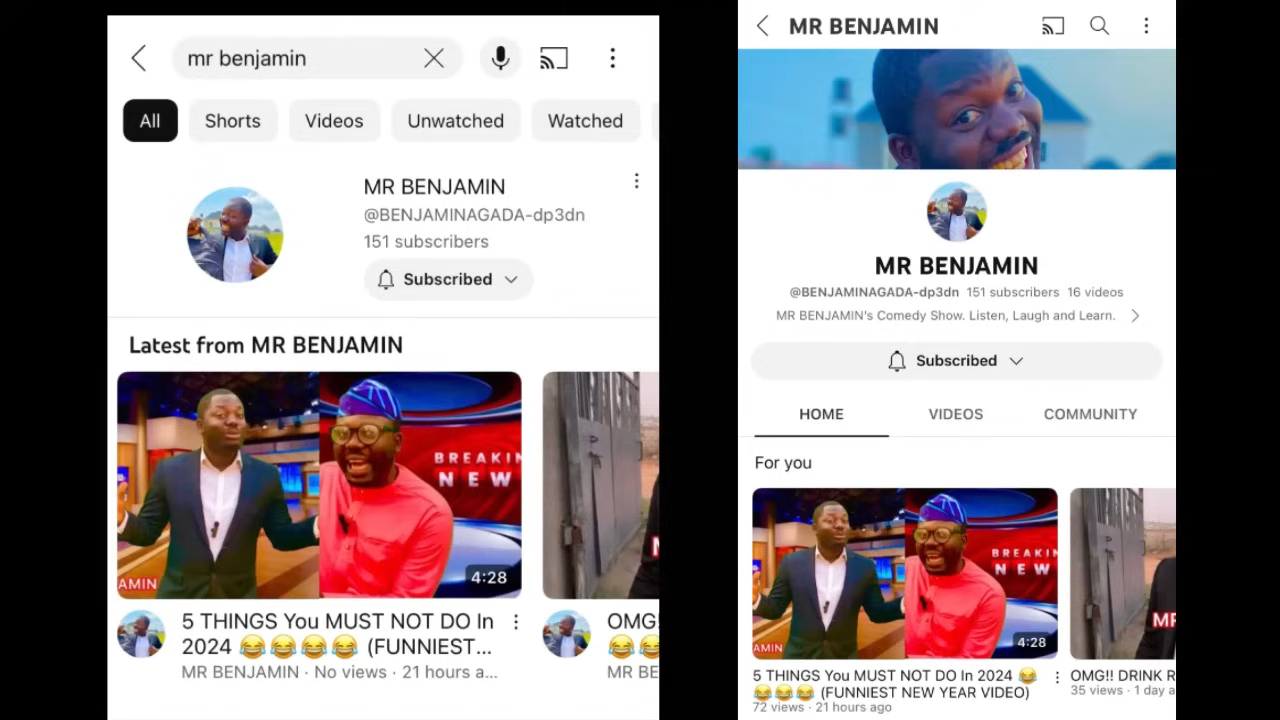 mr benjamin
All
Shorts
Videos
Unwatched
Watched
MR BENJAMIN
@BENJAMINAGADA-dp3dn
151 subscribers
Subscribed
Latest from MR BENJAMIN
BREAKIN
NEW
AMIN
4:28
5 THINGS You MUST NOT DO In
2024 😂😂😂😂 (FUNNIEST...
MR BENJAMIN · No views · 21 hours a...
OMG!
😂😂
MR BE
MR BENJAMIN
MR BENJAMIN
@BENJAMINAGADA-dp3dn 151 subscribers 16 videos
MR BENJAMIN's Comedy Show. Listen, Laugh and Learn.
Subscribed
HOME
VIDEOS
COMMUNITY
For you
BREAKIN
NEW
AMIN
4:28
MR
5 THINGS You MUST NOT DO In 2024 😂
😂😂😂 (FUNNIEST NEW YEAR VIDEO)
72 views · 21 hours ago
OMG!! DRINK R
35 views · 1 day a